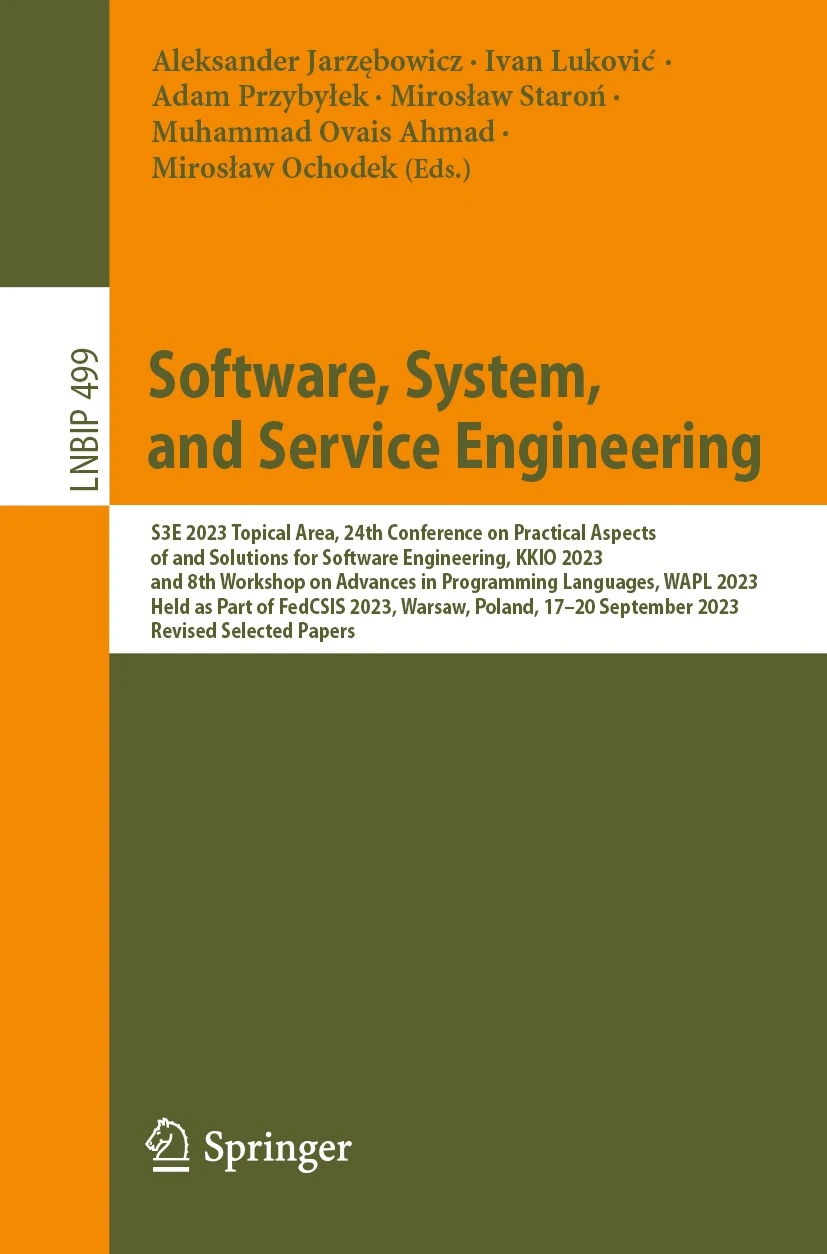 Aleksander Jarzębowicz · Ivan Luković ·
Adam Przybyłek · Mirosław Staroń ·
Muhammad Ovais Ahmad ·
Mirosław Ochodek (Eds.)
LNBIP 499
Software, System,
and Service Engineering
S3E 2023 Topical Area, 24th Conference on Practical Aspects
of and Solutions for Software Engineering, KKIO 2023
and 8th Workshop on Advances in Programming Languages, WAPL 2023
Held as Part of FedCSIS 2023, Warsaw, Poland, 17–20 September 2023
Revised Selected Papers
Springer